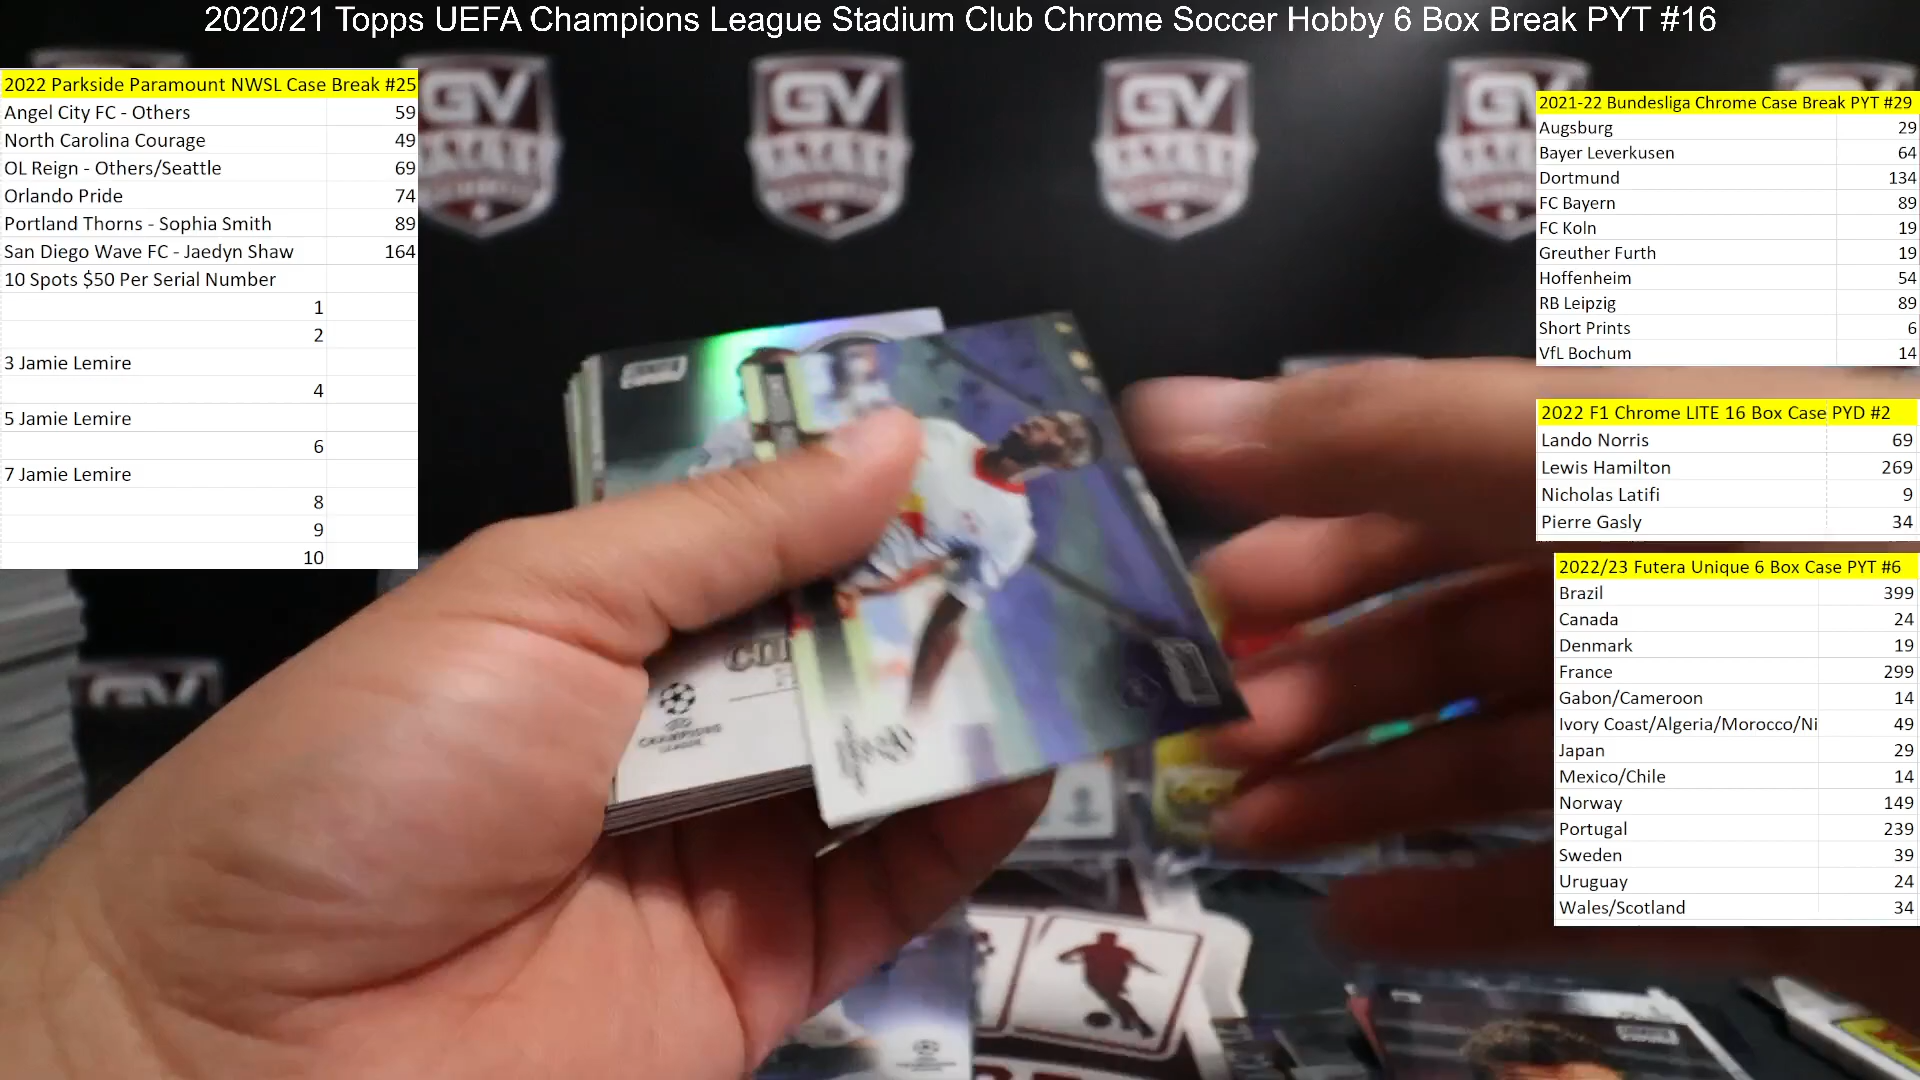 2020/21 Topps UEFA Champions League Stadium Club Chrome Soccer Hobby 6 Box Break PYT #16
2022 Parkside Paramount NWSL Case Break #25
Angel City FC - Others 59
North Carolina Courage 49
OL Reign - Others/Seattle 69
Orlando Pride 74
Portland Thorns - Sophia Smith 89
San Diego Wave FC - Jaedyn Shaw 164
10 Spots $50 Per Serial Number
1
2
3 Jamie Lemire
4
5 Jamie Lemire
6
7 Jamie Lemire
8
9
10
2021-22 Bundesliga Chrome Case Break PYT #29
Augsburg 29
Bayer Leverkusen 64
Dortmund 134
FC Bayern 89
FC Koln 19
Greuther Furth 19
Hoffenheim 54
RB Leipzig 89
Short Prints 6
VfL Bochum 14
2022 F1 Chrome LITE 16 Box Case PYD #2
Lando Norris 69
Lewis Hamilton 269
Nicholas Latifi 9
Pierre Gasly 34
2022/23 Futera Unique 6 Box Case PYT #6
Brazil 399
Canada 24
Denmark 19
France 299
Gabon/Cameroon 14
Ivory Coast/Algeria/Morocco/Ni 49
Japan 29
Mexico/Chile 14
Norway 149
Portugal 239
Sweden 39
Uruguay 24
Wales/Scotland 34
GV
GV
GV
GV
GV
CHAMPIONS
LEAGUE